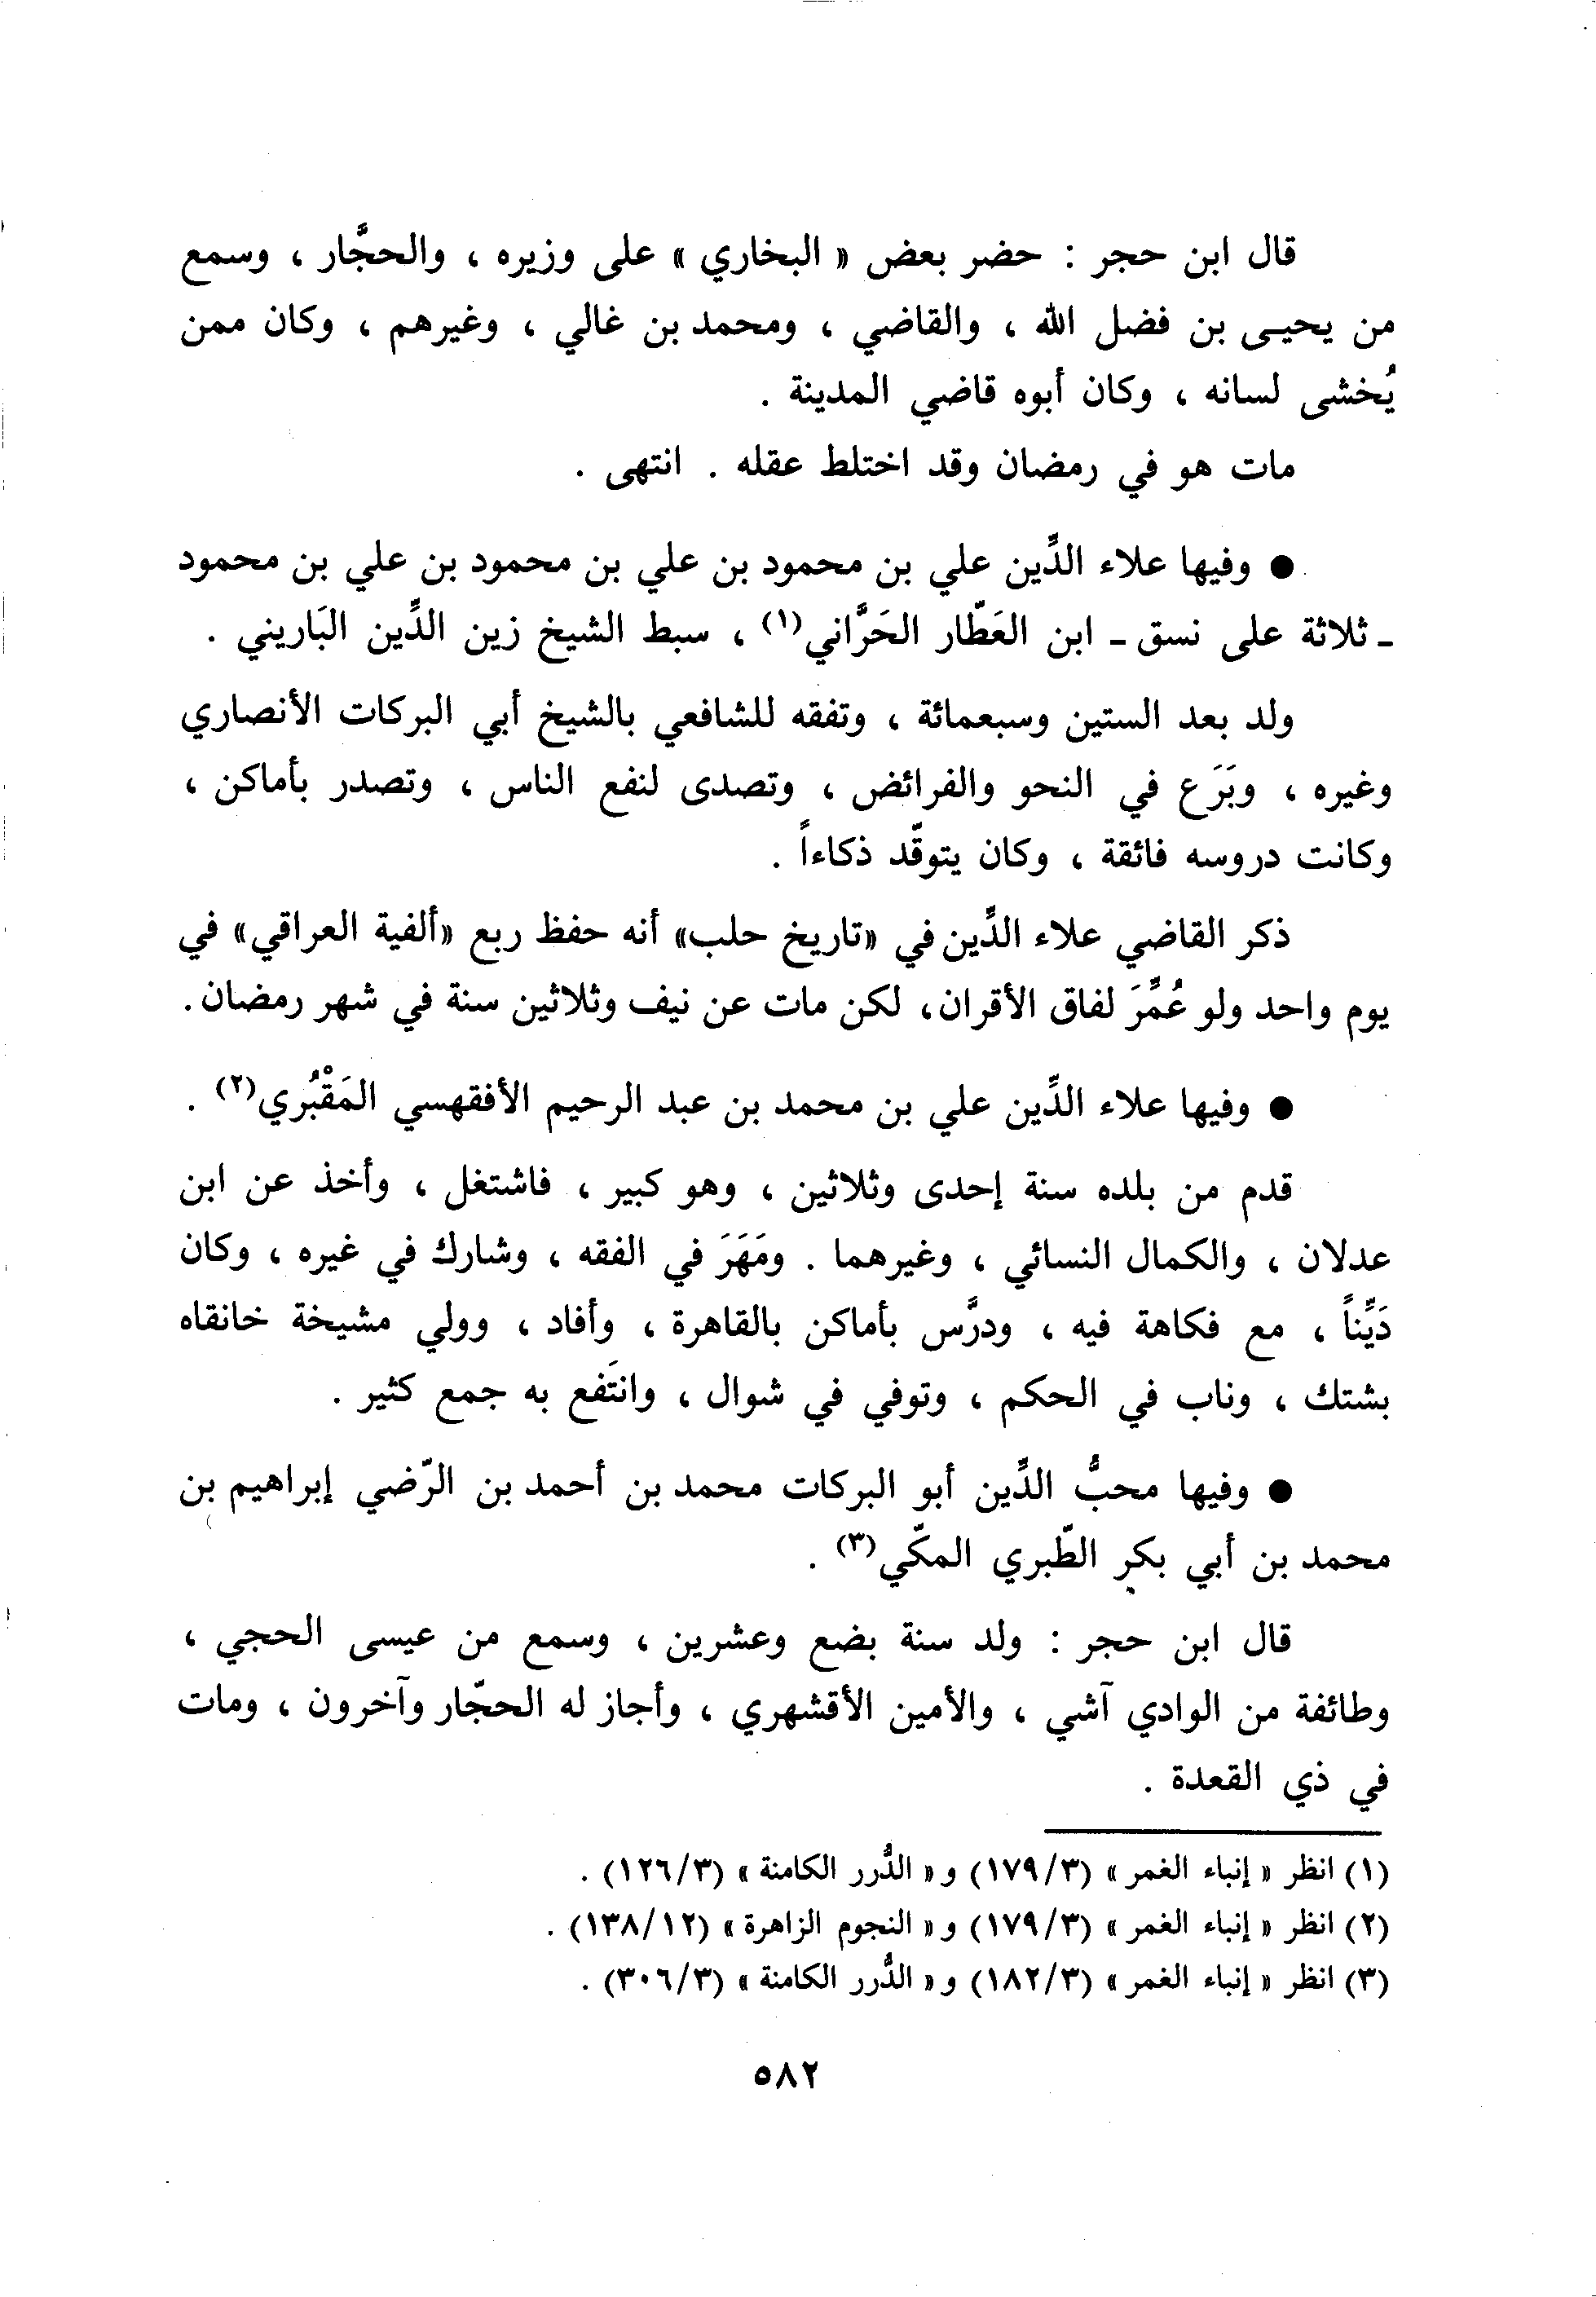 قال ابن حجر : حضر بعض « البخاري » على وزيره ، والحجَّار ، وسمع
من يحيـى بن فضل الله ، والقاضي ، ومحمد بن غالي ، وغيرهم ، وكان ممن
يُخشى لسانه ، وكان أبوه قاضي المدينة .
مات هو في رمضان وقد اختلط عقله . انتهى .
● وفيها علاء الدِّين علي بن محمود بن علي بن محمود بن علي بن محمود
ـ ثلاثة على نسق ـ ابن العَطّار الحَرَّاني(١) ، سبط الشيخ زين الدِّين البَاريني .
ولد بعد الستين وسبعمائة ، وتفقه للشافعي بالشيخ أبي البركات الأنصاري
وغيره ، وبَرَع في النحو والفرائض ، وتصدى لنفع الناس ، وتصدر بأماكن ،
وكانت دروسه فائقة ، وكان يتوقّد ذكاءاً .
ذكر القاضي علاء الدِّين في «تاريخ حلب» أنه حفظ ربع «ألفية العراقي» في
يوم واحد ولو عُمِّرَ لفاق الأقران، لكن مات عن نيف وثلاثين سنة في شهر رمضان.
● وفيها علاء الدِّين علي بن محمد بن عبد الرحيم الأفقهسي المَقْبُري(٢) .
قدم من بلده سنة إحدى وثلاثين ، وهو كبير ، فاشتغل ، وأخذ عن ابن
عدلان ، والكمال النسائي ، وغيرهما . ومَهَرَ في الفقه ، وشارك في غيره ، وكان
دَيِّناً ، مع فكاهة فيه ، ودرَّس بأماكن بالقاهرة ، وأفاد ، وولي مشيخة خانقاه
بشتك ، وناب في الحكم ، وتوفي في شوال ، وانتَفع به جمع كثير .
● وفيها محبُّ الدِّين أبو البركات محمد بن أحمد بن الرّضي إبراهيم بن
محمد بن أبي بكر الطّبري المكّي(٣) .
قال ابن حجر : ولد سنة بضع وعشرين ، وسمع من عيسى الحجي ،
وطائفة من الوادي آشي ، والأمين الأقشهري ، وأجاز له الحجّار وآخرون ، ومات
في ذي القعدة .
(١) انظر « إنباء الغمر » (١٧٩/٣) و « الدُّرر الكامنة » (١٢٦/٣) .
(٢) انظر « إنباء الغمر » (١٧٩/٣) و « النجوم الزاهرة » (١٣٨/١٢) .
(٣) انظر « إنباء الغمر » (١٨٢/٣) و « الدُّرر الكامنة » (٣٠٦/٣) .
٥٨٢